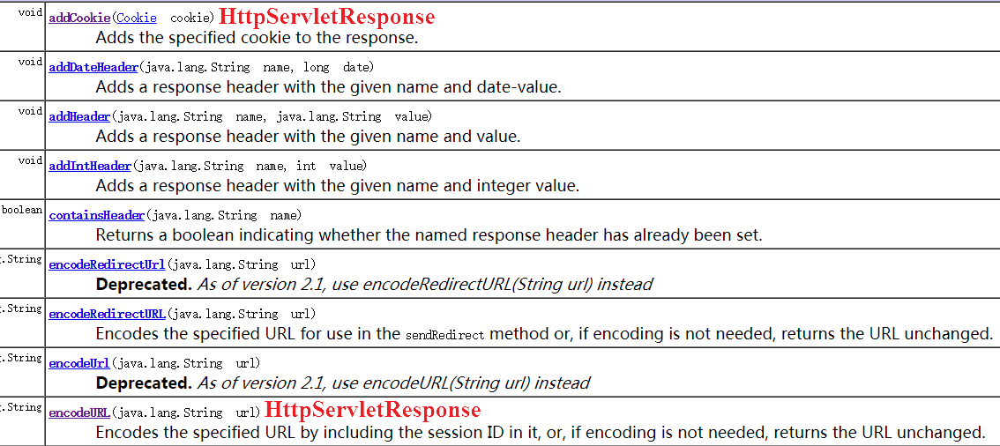 void addCookie(Cookie cookie) HttpServletResponse
Adds the specified cookie to the response.
void addDateHeader(java.lang.String name, long date)
Adds a response header with the given name and date-value.
void addHeader(java.lang.String name, java.lang.String value)
Adds a response header with the given name and value.
void addIntHeader(java.lang.String name, int value)
Adds a response header with the given name and integer value.
boolean containsHeader(java.lang.String name)
Returns a boolean indicating whether the named response header has already been set.
.String encodeRedirectUrl(java.lang.String url)
Deprecated. As of version 2.1, use encodeRedirectURL(String url) instead
.String encodeRedirectURL(java.lang.String url)
Encodes the specified URL for use in the sendRedirect method or, if encoding is not needed, returns the URL unchanged.
.String encodeUrl(java.lang.String url)
Deprecated. As of version 2.1, use encodeURL(String url) instead
.String encodeURL(java.lang.String url) HttpServletResponse
Encodes the specified URL by including the session ID in it, or, if encoding is not needed, returns the URL unchanged.